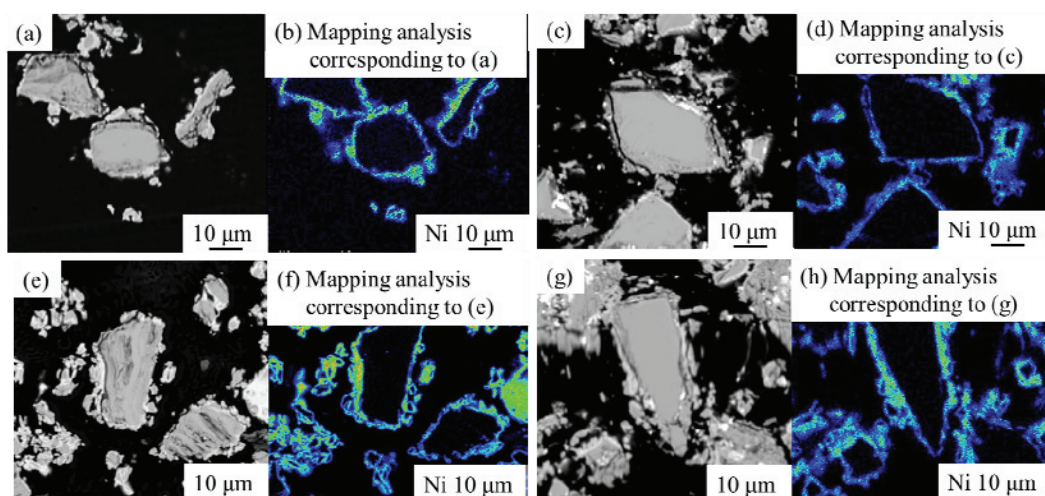 (a)
(b) Mapping analysis
corresponding to (a)
(c)
(d) Mapping analysis
corresponding to (c)
10 μm
Ni 10 μm
10 μm
Ni 10 μm
(e)
(f) Mapping analysis
corresponding to (e)
(g)
(h) Mapping analysis
corresponding to (g)
10 μm
Ni 10 μm
10 μm
Ni 10 μm